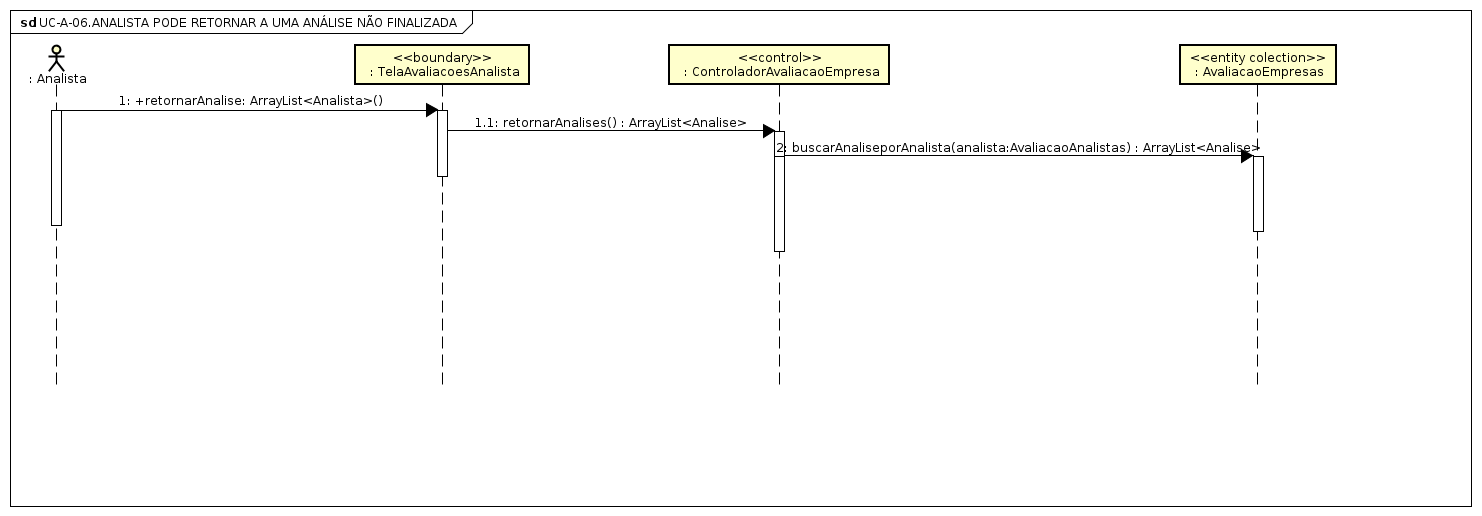 sd UC-A-06.ANALISTA PODE RETORNAR A UMA ANÁLISE NÃO FINALIZADA
: Analista
<<boundary>>
: TelaAvaliacoesAnalista
<<control>>
: ControladorAvaliacaoEmpresa
<<entity colection>>
: AvaliacaoEmpresas
1: +retornarAnalise: ArrayList<Analista>()
1.1: retornarAnalises() : ArrayList<Analise>
2: buscarAnaliseporAnalista(analista:AvaliacaoAnalistas) : ArrayList<Analise>